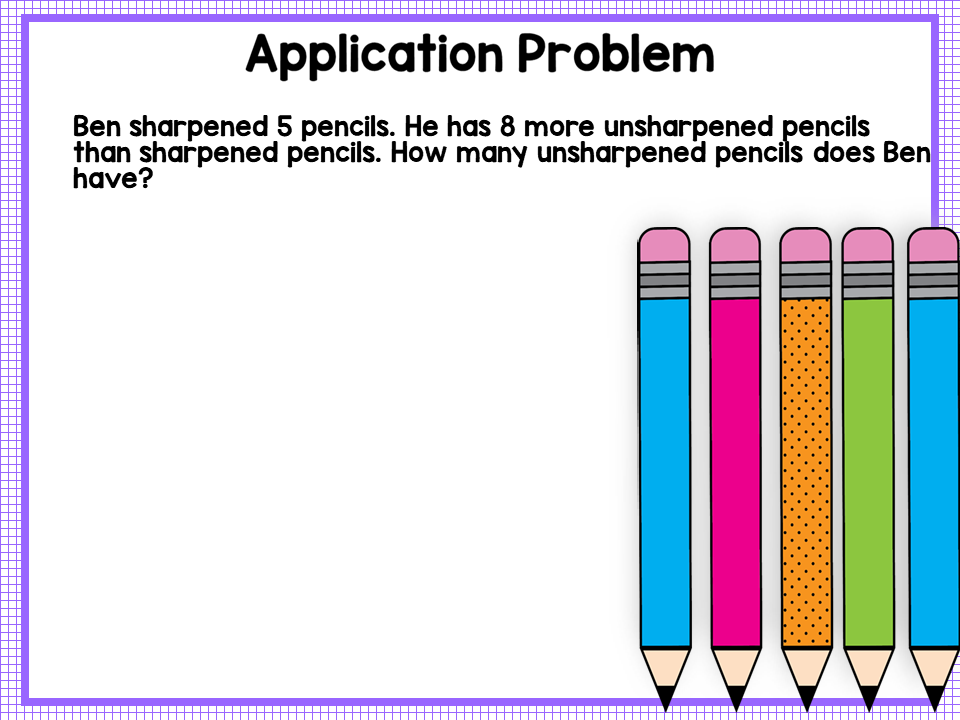 Application Problem
Ben sharpened 5 pencils. He has 8 more unsharpened pencils
than sharpened pencils. How many unsharpened pencils does Ben
have?